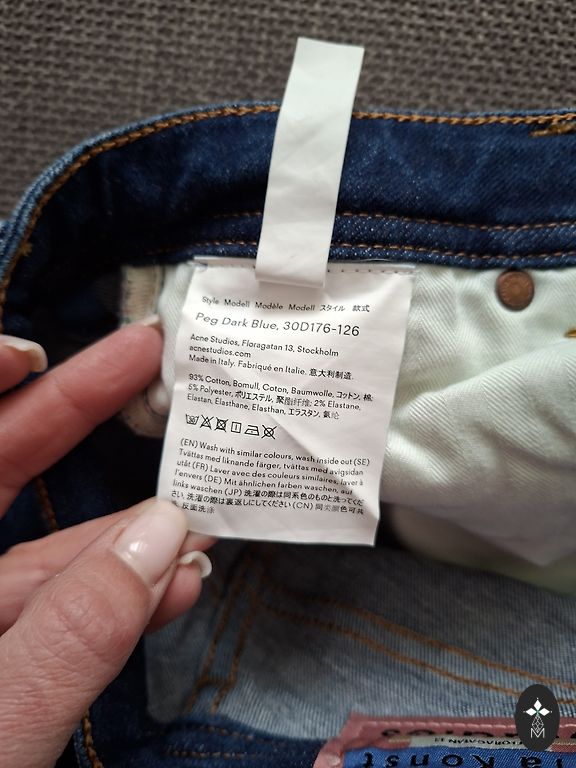 Style Modell Modèle Modell スタイル 款式
Peg Dark Blue, 30D176-126
Acne Studios, Floragatan 13, Stockholm
acnestudios.com
Made in Italy. Fabriqué en Italie. 意大利制造.
93% Cotton, Bomull, Coton, Baumwolle, コットン, 棉;
5% Polyester, ポリエステル, 聚酯纤维; 2% Elastane,
Elastan, Élasthane, Elasthan, エラスタン, 氨纶
(EN) Wash with similar colours, wash inside out (SE)
Tvättas med liknande färger, tvättas med avigsidan
utåt (FR) Laver avec des couleurs similaires, laver à
l'envers (DE) Mit ähnlichen farben waschen, auf
links waschen (JP) 洗濯の際は同系色のものと洗ってくだ
さい, 洗濯の際は裏返しにしてください (CN) 同类颜色可共
洗, 反面洗涤
FLORAGATAN 13
la Konst
M